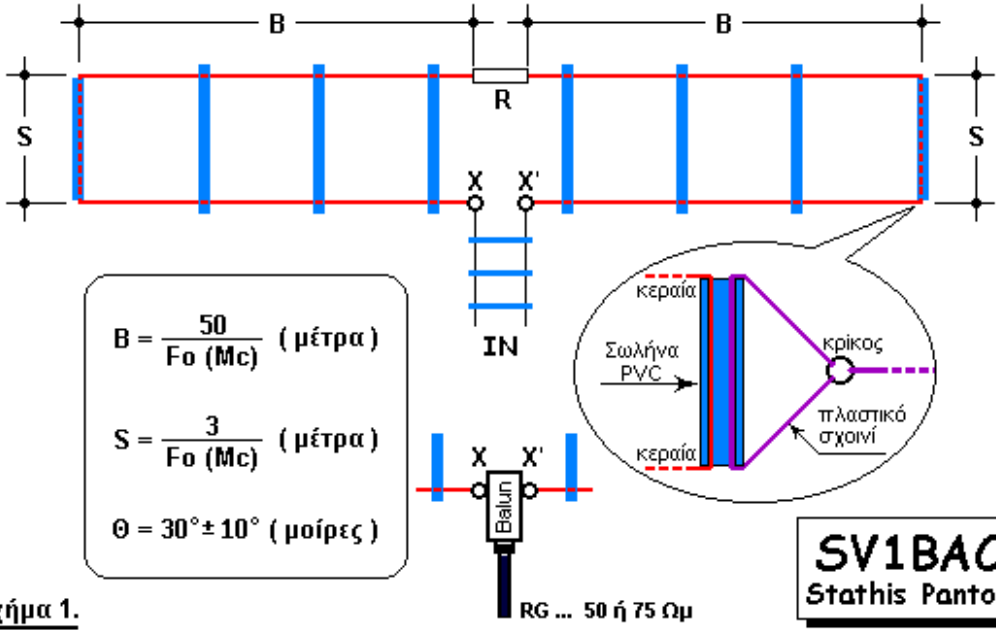 B
B
S
R
S
X X'
IN
B = 50 / Fo (Mc) ( μέτρα )
S = 3 / Fo (Mc) ( μέτρα )
Θ = 30° ± 10° ( μοίρες )
κεραία
Σωλήνα
PVC
κρίκος
πλαστικό
σχοινί
κεραία
X X'
Balun
RG ... 50 ή 75 Ωμ
SV1BAC
Stathis Panto
χήμα 1.